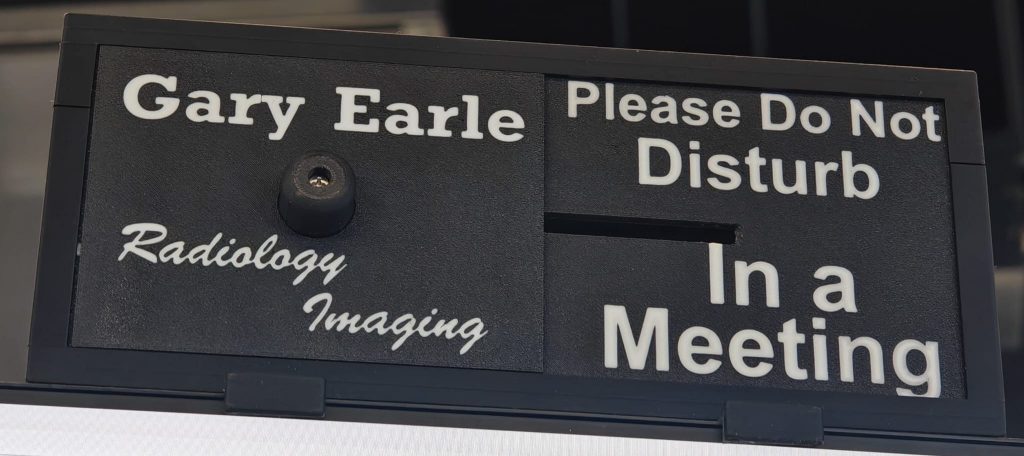 Gary Earle
Radiology
Imaging
Please Do Not
Disturb
In a
Meeting